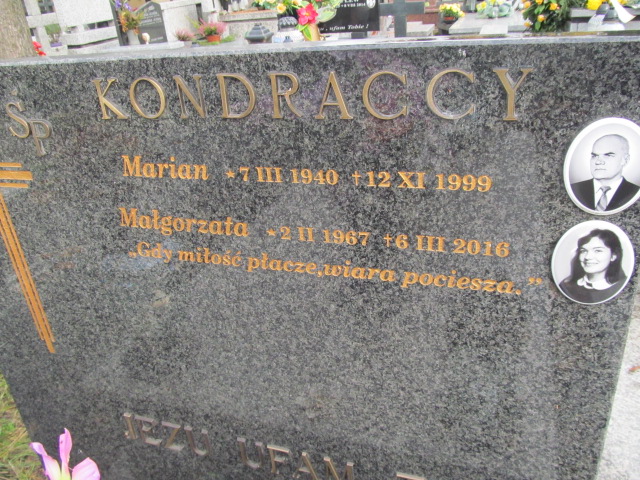 ŚP KONDRACCY
Marian ⋆ 7 III 1940 + 12 XI 1999
Małgorzata ⋆ 2 II 1967 + 6 III 2016
„Gdy miłość płacze,wiara pociesza.”
JEZU UFAM